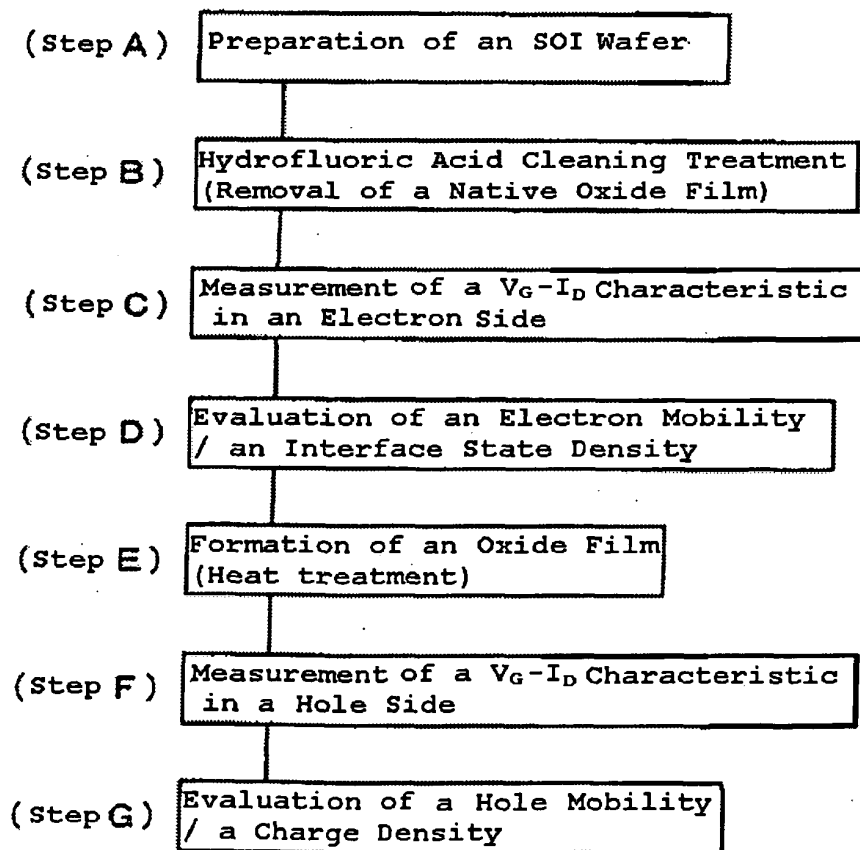 (Step A) Preparation of an SOI Wafer
(Step B) Hydrofluoric Acid Cleaning Treatment
(Removal of a Native Oxide Film)
(Step C) Measurement of a VG-ID Characteristic
in an Electron Side
(Step D) Evaluation of an Electron Mobility
/ an Interface State Density
(Step E) Formation of an Oxide Film
(Heat treatment)
(Step F) Measurement of a VG-ID Characteristic
in a Hole Side
(Step G) Evaluation of a Hole Mobility
/ a Charge Density